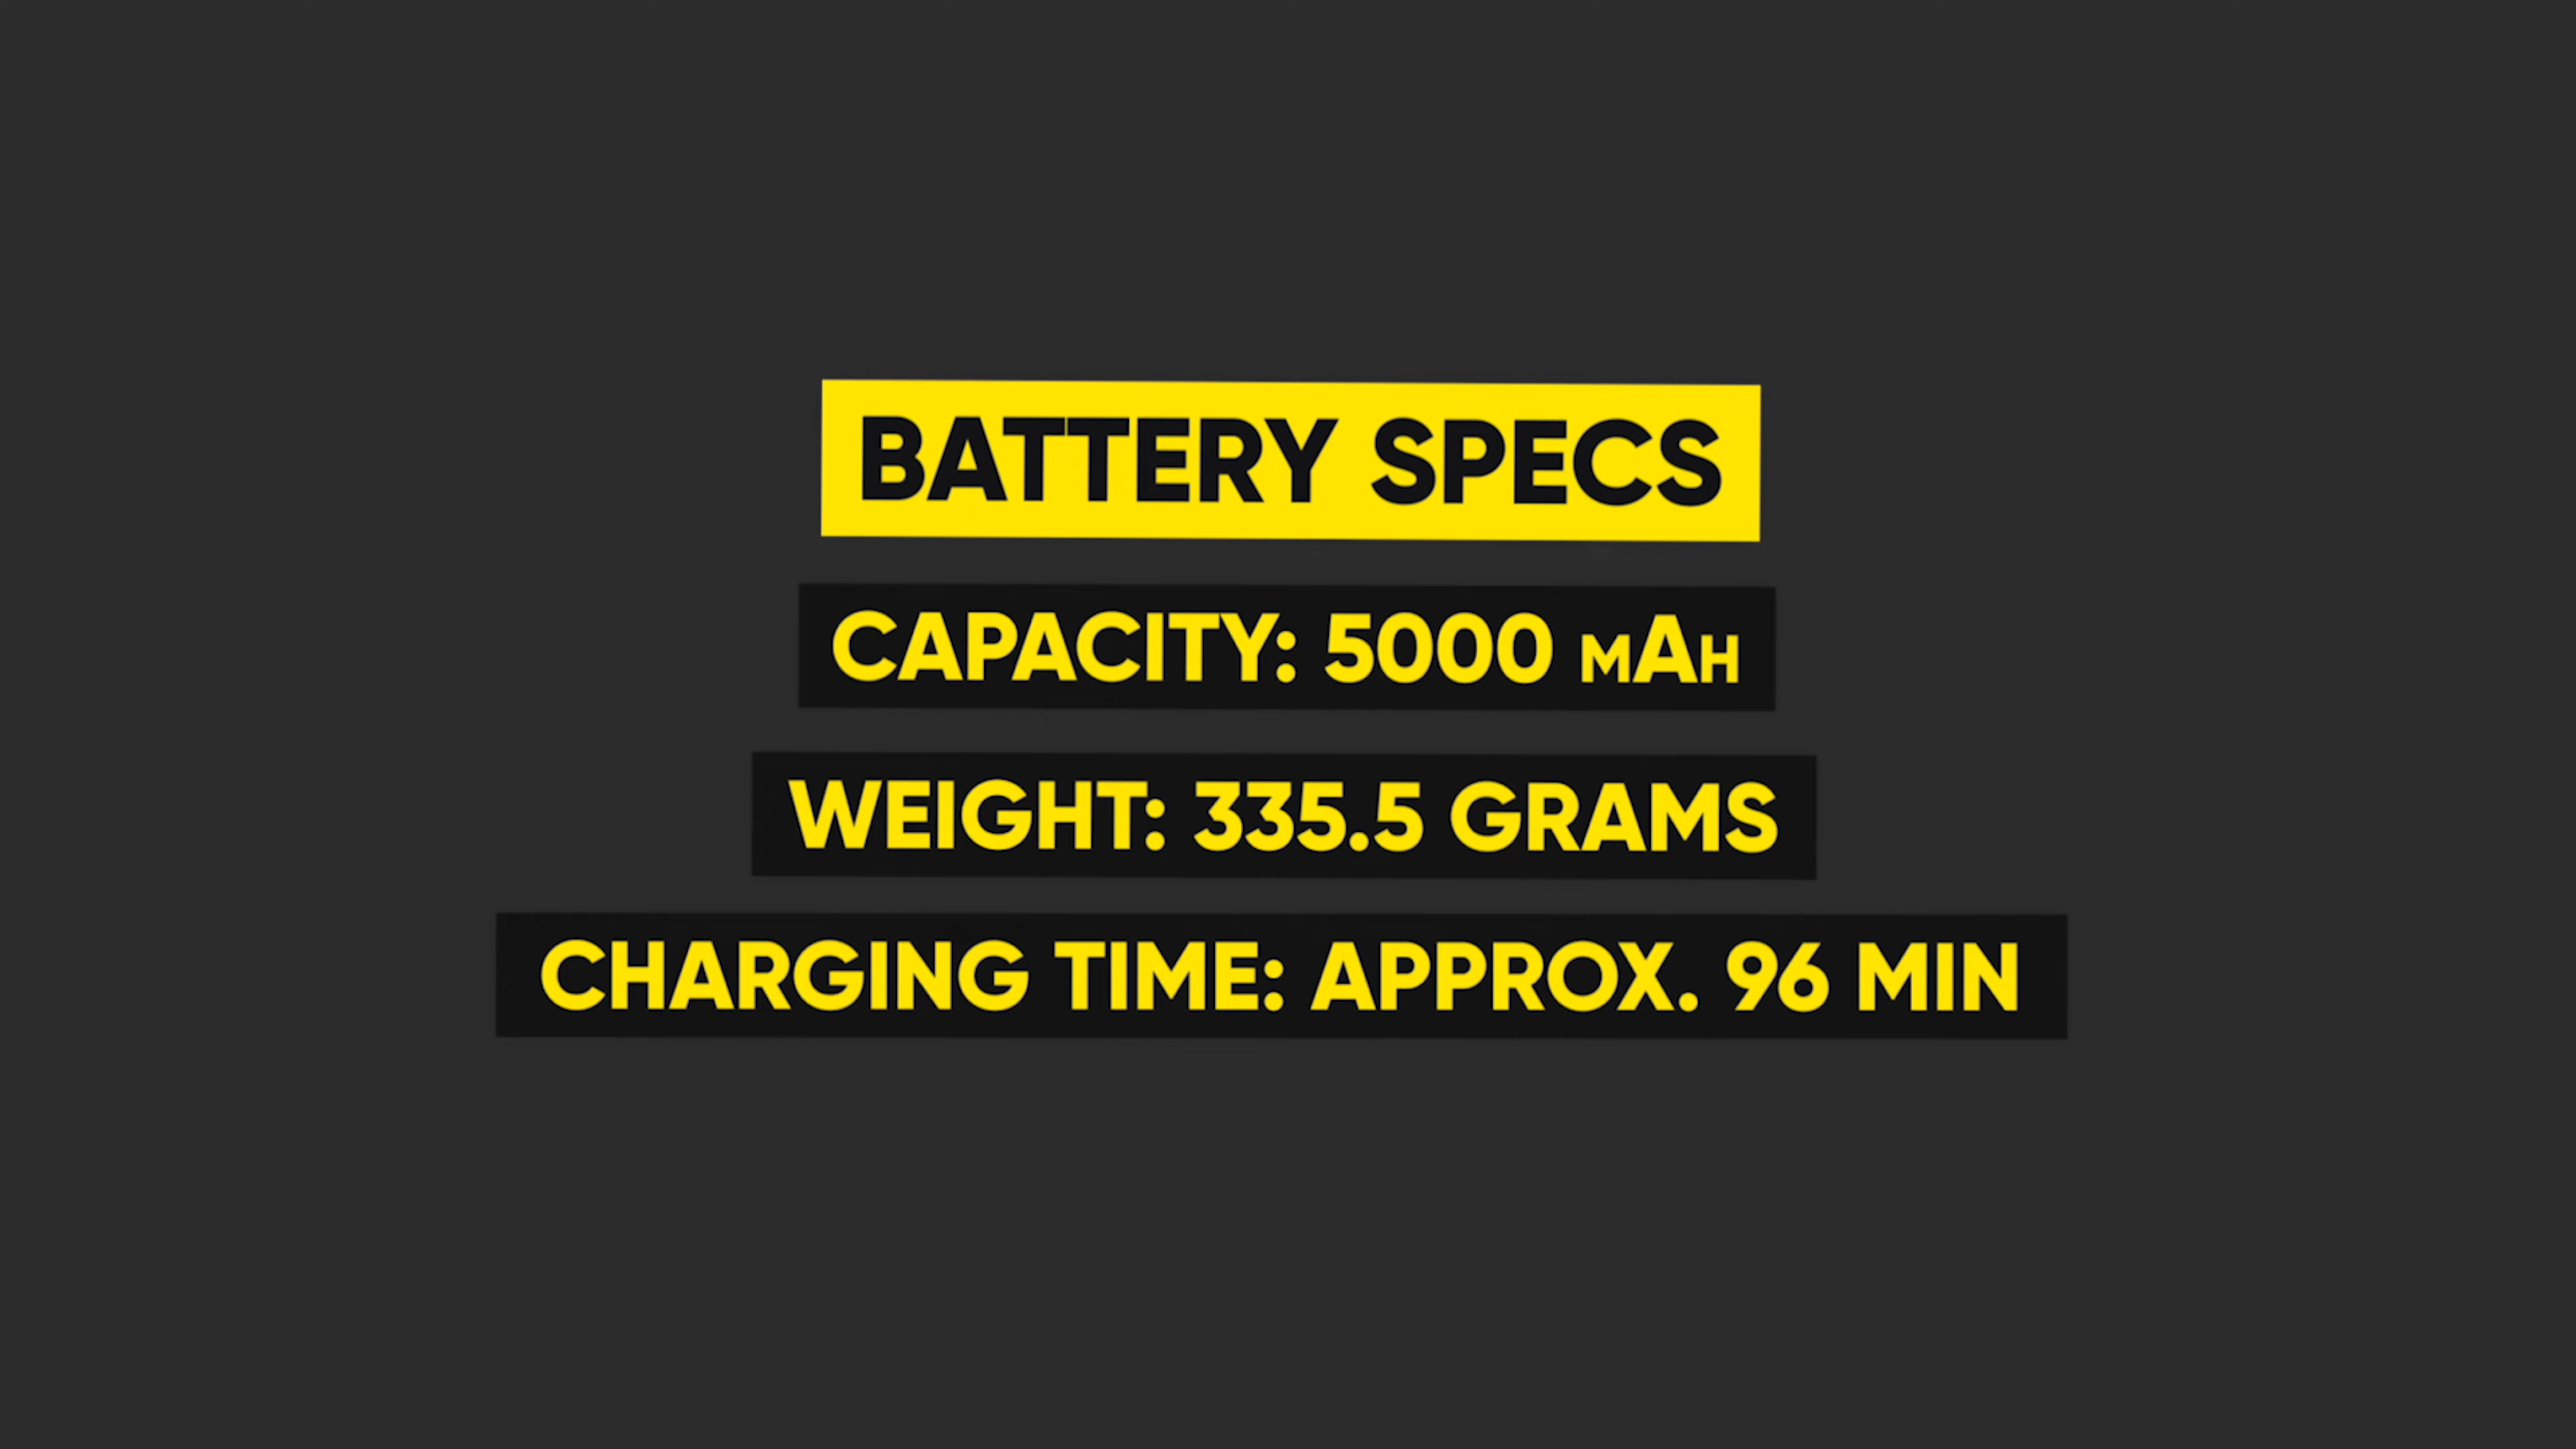 BATTERY SPECS
CAPACITY: 5000 mAh
WEIGHT: 335.5 GRAMS
CHARGING TIME: APPROX. 96 MIN